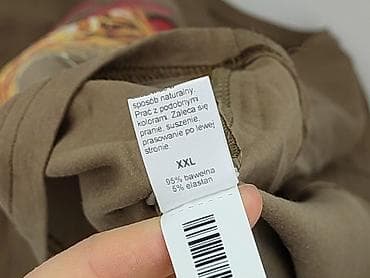 sposób naturalny.
Prać z podobnymi
kolorami. Zaleca się
pranie, suszenie,
prasowanie po lewej
stronie.
XXL
95% bawełna
5% elastan